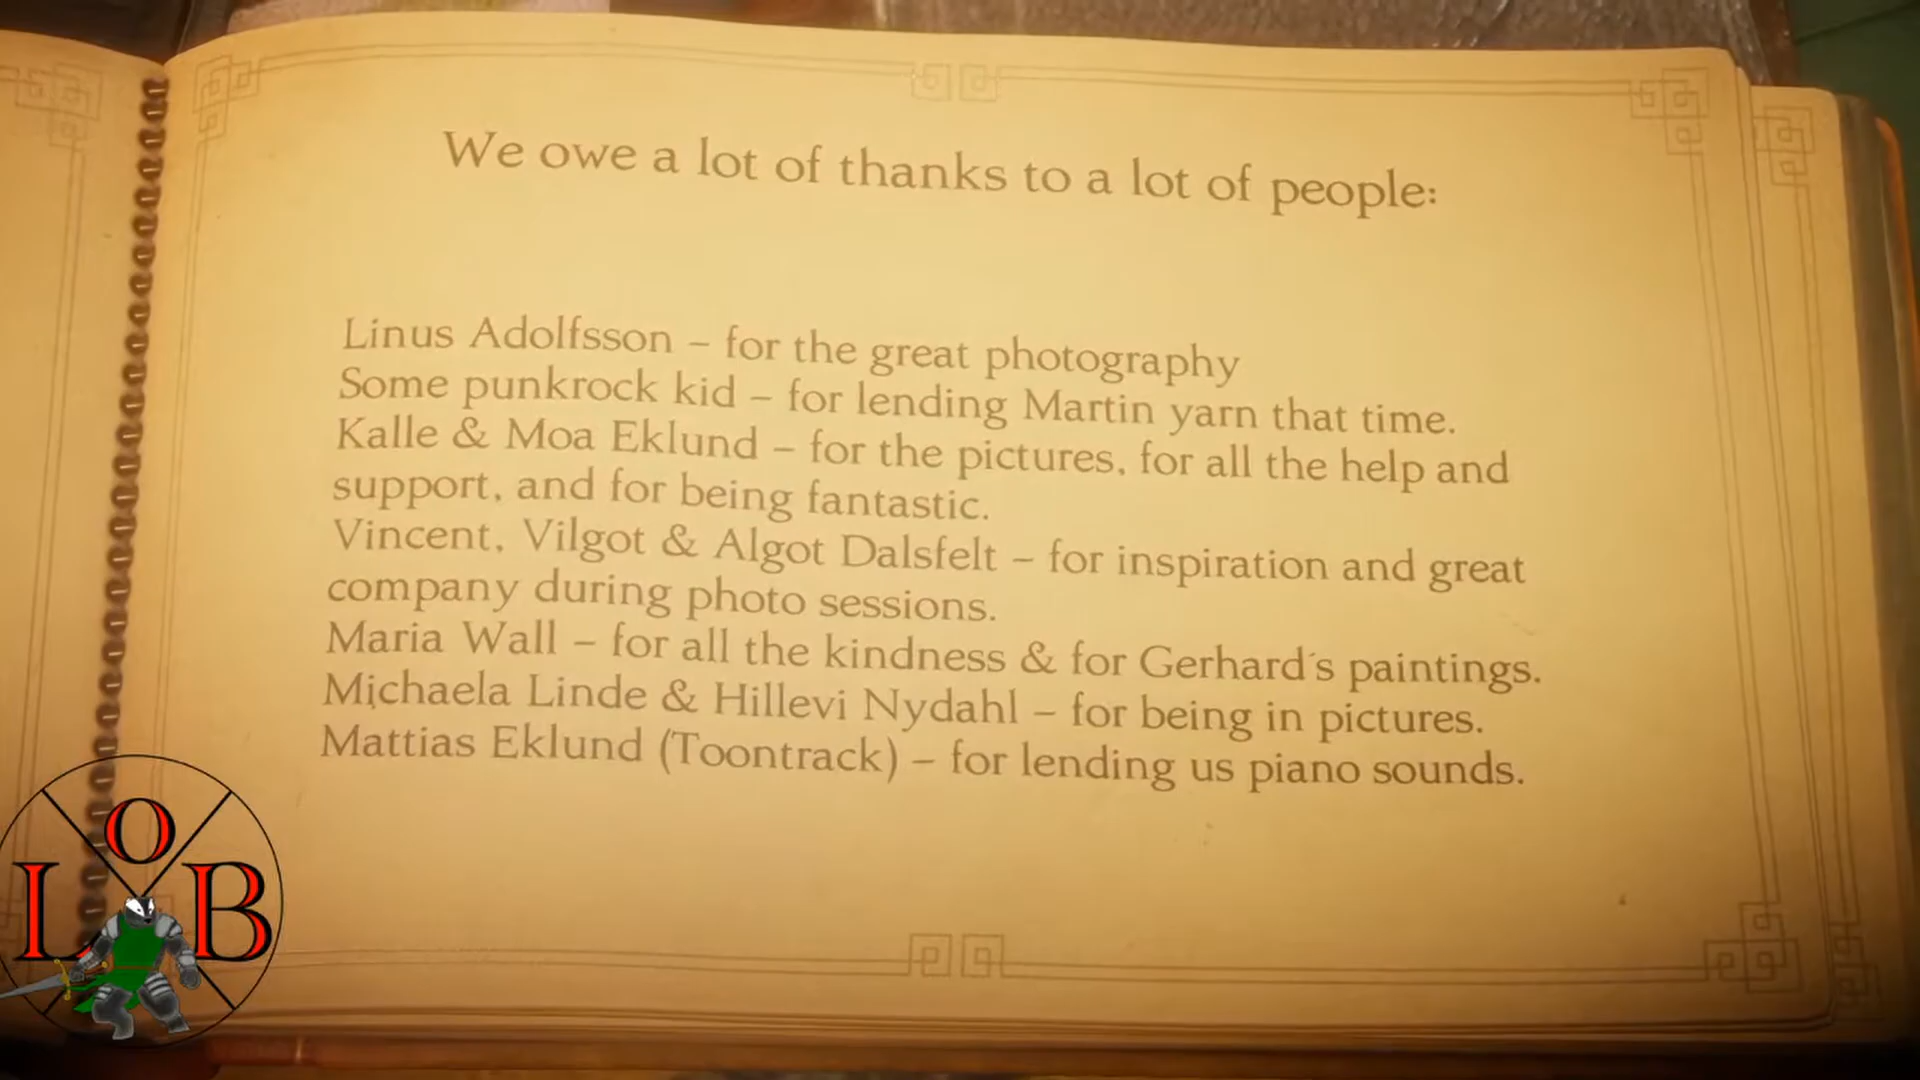 We owe a lot of thanks to a lot of people:
Linus Adolfsson – for the great photography
Some punkrock kid – for lending Martin yarn that time.
Kalle & Moa Eklund – for the pictures, for all the help and
support, and for being fantastic.
Vincent, Vilgot & Algot Dalsfelt – for inspiration and great
company during photo sessions.
Maria Wall – for all the kindness & for Gerhard´s paintings.
Michaela Linde & Hillevi Nydahl – for being in pictures.
Mattias Eklund (Toontrack) – for lending us piano sounds.
L O B